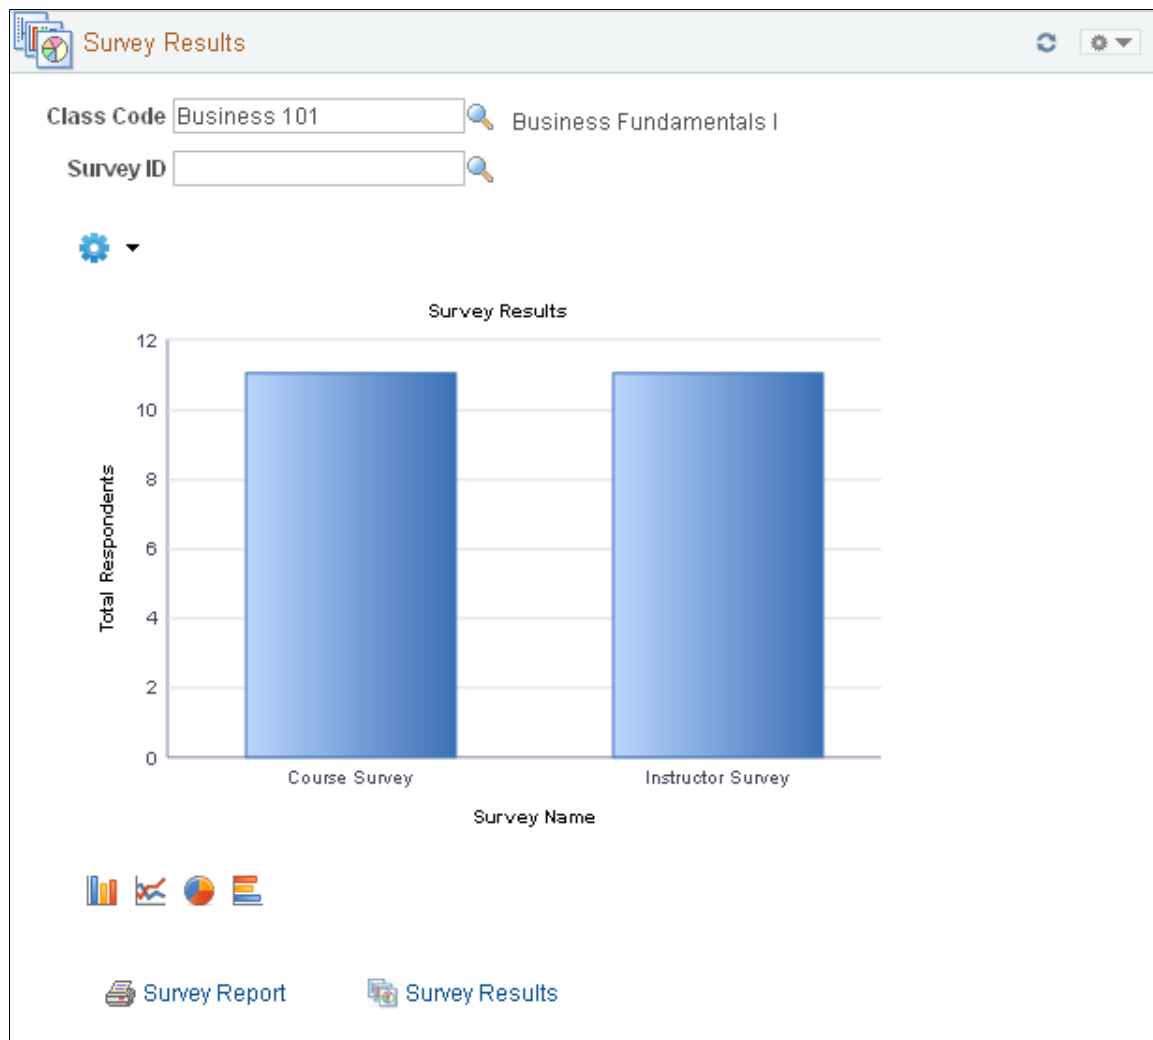 Survey Results
Class Code Business 101 Business Fundamentals I
Survey ID
Survey Results
12
10
8
6
4
2
0
Total Respondents
Course Survey Instructor Survey
Survey Name
Survey Report Survey Results